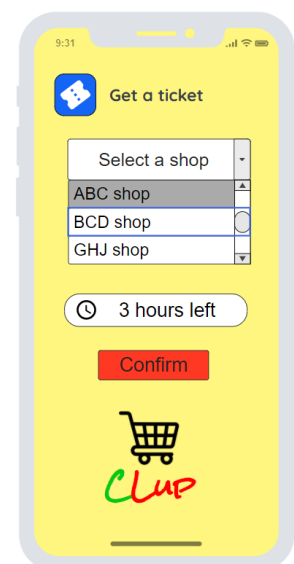 9:31
Get a ticket
Select a shop
ABC shop
BCD shop
GHJ shop
3 hours left
Confirm
CLup